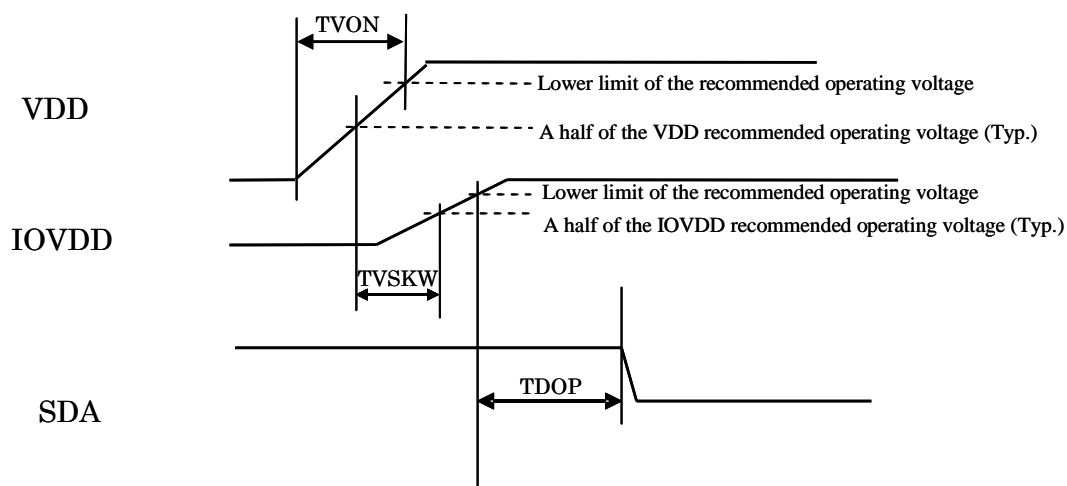 TVON
Lower limit of the recommended operating voltage
VDD
A half of the VDD recommended operating voltage (Typ.)
Lower limit of the recommended operating voltage
A half of the IOVDD recommended operating voltage (Typ.)
IOVDD
TVSKW
TDOP
SDA